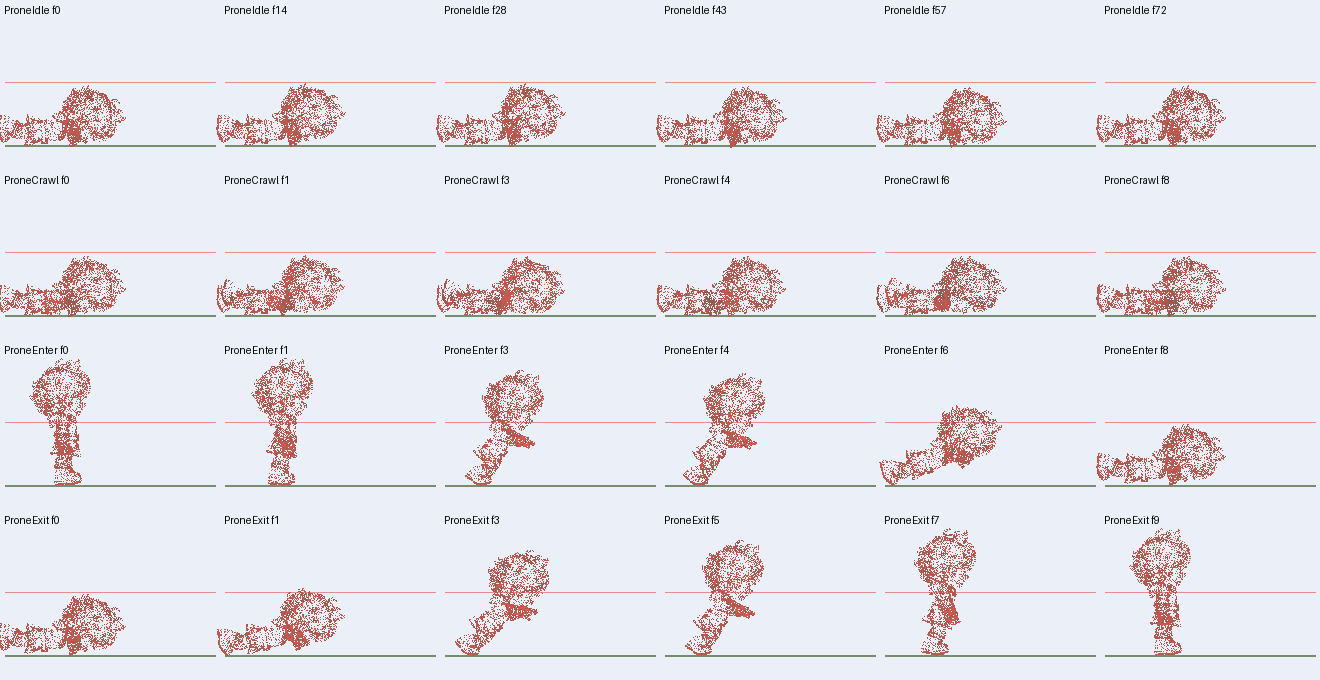 ProneIdle f0
ProneIdle f14
ProneIdle f28
ProneIdle f43
ProneIdle f57
ProneIdle f72
ProneCrawl f0
ProneCrawl f1
ProneCrawl f3
ProneCrawl f4
ProneCrawl f6
ProneCrawl f8
ProneEnter f0
ProneEnter f1
ProneEnter f3
ProneEnter f4
ProneEnter f6
ProneEnter f8
ProneExit f0
ProneExit f1
ProneExit f3
ProneExit f5
ProneExit f7
ProneExit f9